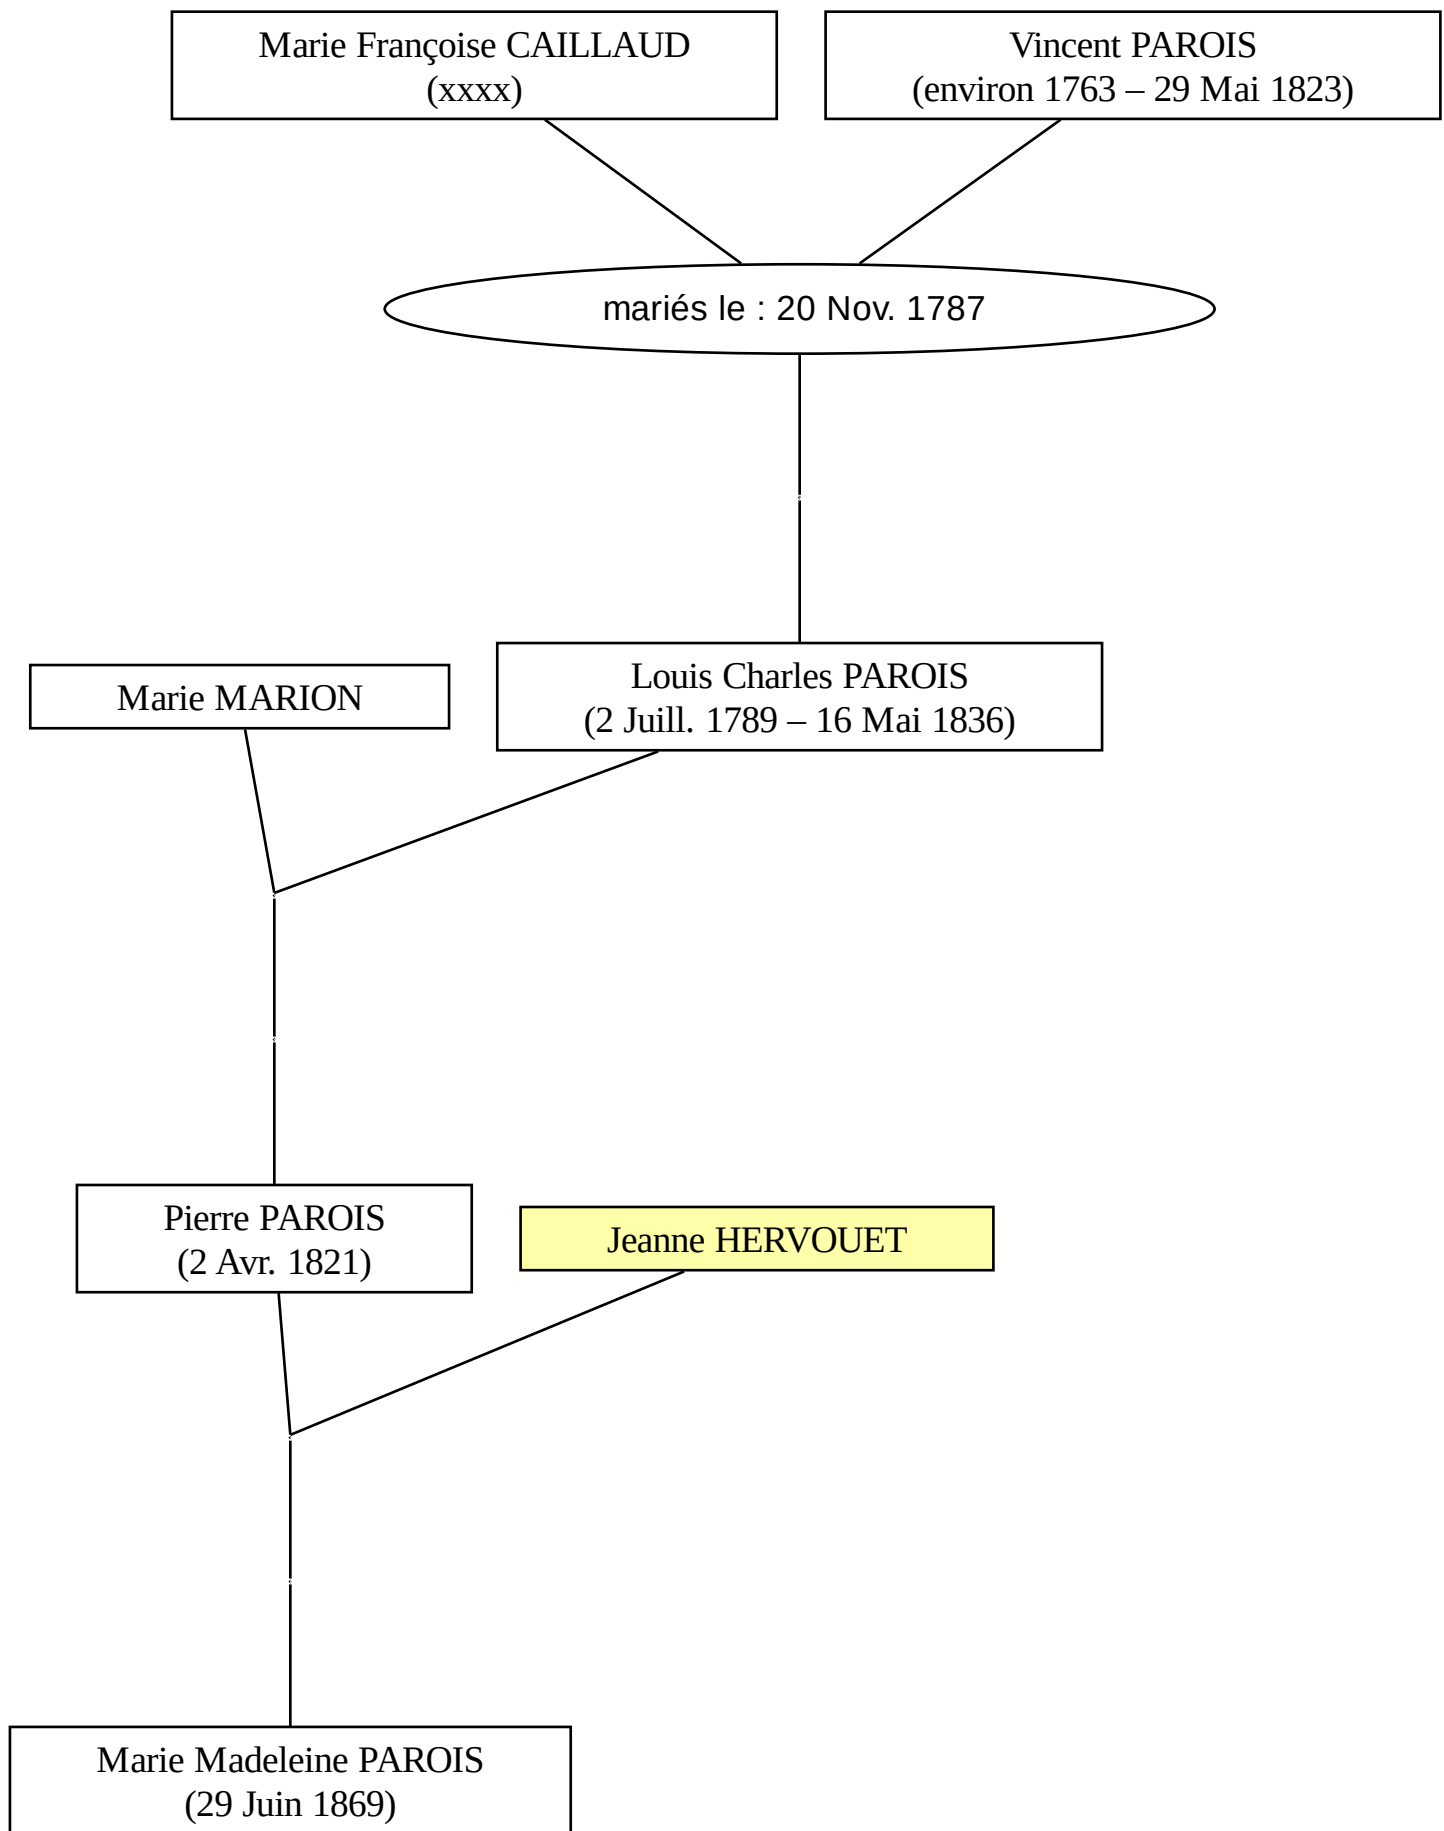 Marie Françoise CAILLAUD
(xxxx)
Vincent PAROIS
(environ 1763 – 29 Mai 1823)
mariés le : 20 Nov. 1787
Marie MARION
Louis Charles PAROIS
(2 Juill. 1789 – 16 Mai 1836)
Pierre PAROIS
(2 Avr. 1821)
Jeanne HERVOUET
Marie Madeleine PAROIS
(29 Juin 1869)